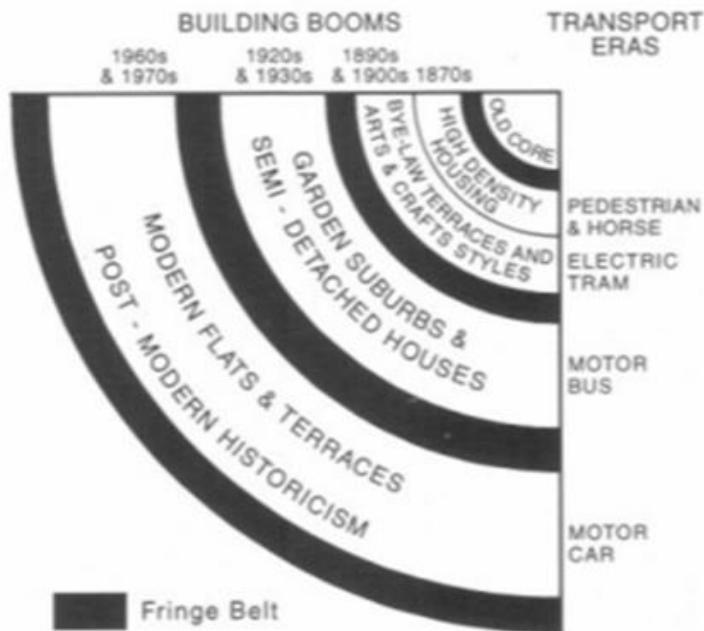 BUILDING BOOMS
TRANSPORT
ERAS
1960s
& 1970s
1920s
& 1930s
1890s
& 1900s
1870s
OLD CORE
HIGH DENSITY
HOUSING
BYE-LAW TERRACES AND
ARTS & CRAFTS STYLES
GARDEN SUBURBS &
SEMI - DETACHED HOUSES
MODERN FLATS & TERRACES
POST - MODERN HISTORICISM
PEDESTRIAN
& HORSE
ELECTRIC
TRAM
MOTOR
BUS
MOTOR
CAR
Fringe Belt